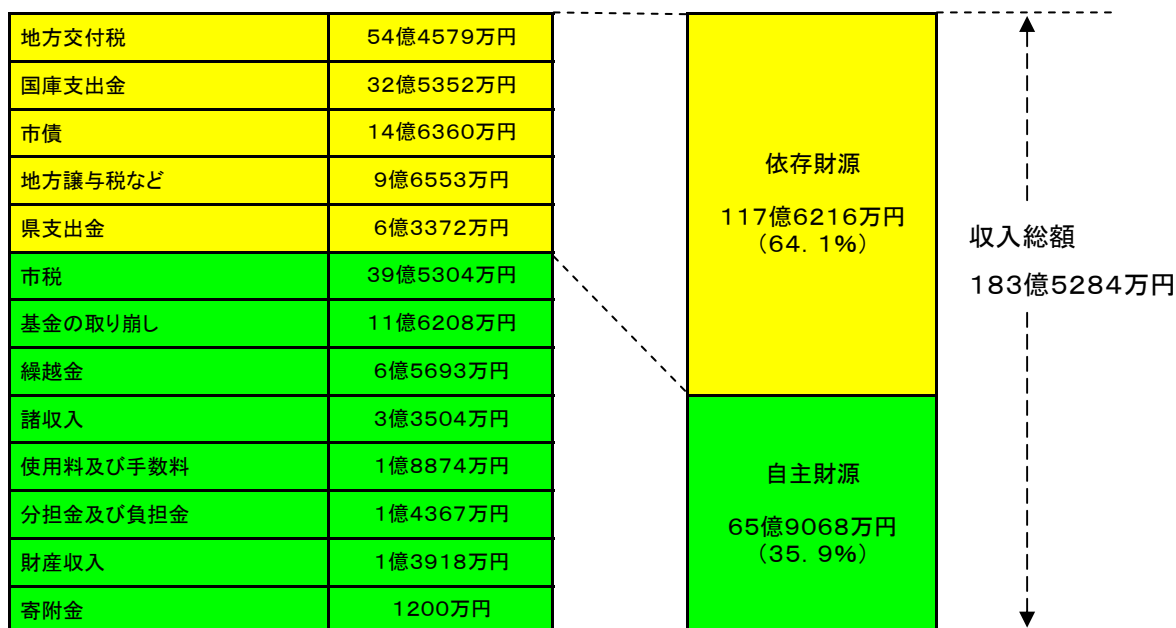 地方交付税 54億4579万円
国庫支出金 32億5352万円
市債 14億6360万円
地方譲与税など 9億6553万円
県支出金 6億3372万円
市税 39億5304万円
基金の取り崩し 11億6208万円
繰越金 6億5693万円
諸収入 3億3504万円
使用料及び手数料 1億8874万円
分担金及び負担金 1億4367万円
財産収入 1億3918万円
寄附金 1200万円
依存財源
117億6216万円
（64．1％）
自主財源
65億9068万円
（35．9％）
収入総額
183億5284万円